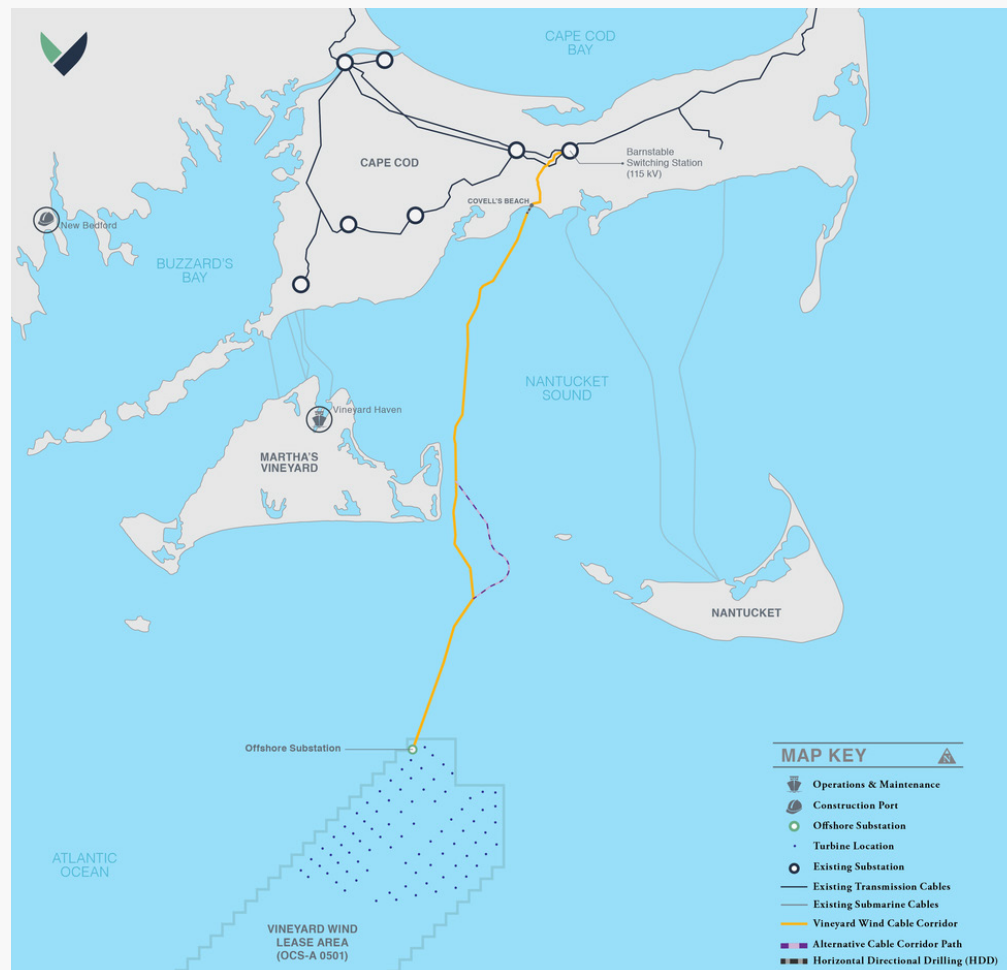 CAPE COD
BAY
CAPE COD
Barnstable
Switching Station
(115 kV)
COVELL'S BEACH
New Bedford
BUZZARD'S
BAY
NANTUCKET
SOUND
Vineyard Haven
MARTHA'S
VINEYARD
NANTUCKET
Offshore Substation
ATLANTIC
OCEAN
VINEYARD WIND
LEASE AREA
(OCS-A 0501)
MAP KEY
N
Operations & Maintenance
Construction Port
Offshore Substation
Turbine Location
Existing Substation
Existing Transmission Cables
Existing Submarine Cables
Vineyard Wind Cable Corridor
Alternative Cable Corridor Path
Horizontal Directional Drilling (HDD)